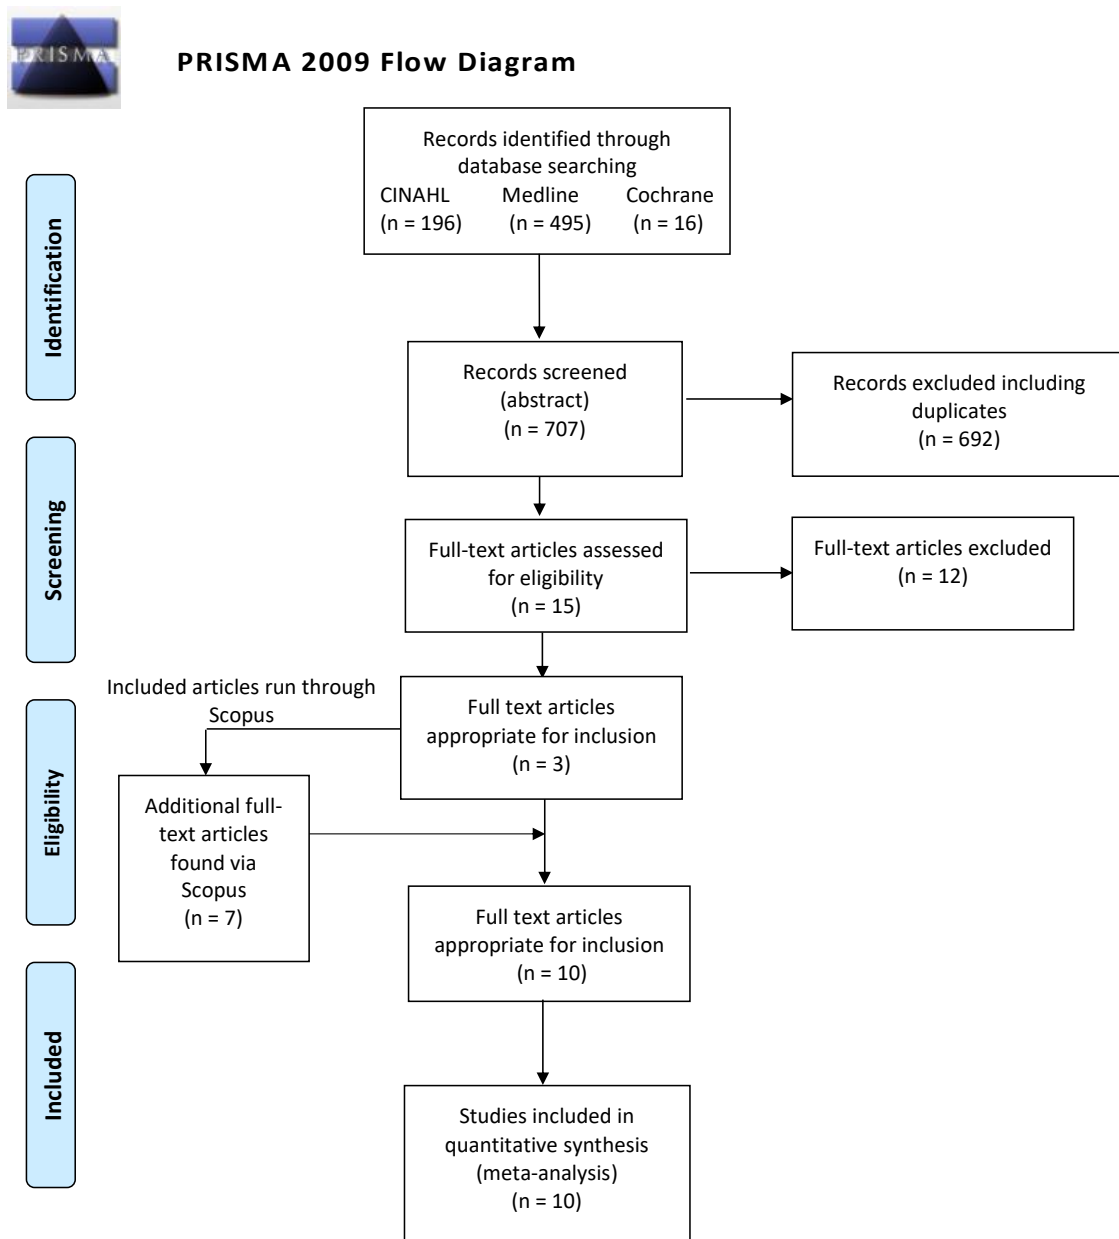 PRISMA
PRISMA 2009 Flow Diagram
Identification
Records identified through
database searching
CINAHL Medline Cochrane
(n = 196) (n = 495) (n = 16)
Records screened
(abstract)
(n = 707)
Records excluded including
duplicates
(n = 692)
Screening
Full-text articles assessed
for eligibility
(n = 15)
Full-text articles excluded
(n = 12)
Eligibility
Included articles run through
Scopus
Full text articles
appropriate for inclusion
(n = 3)
Additional full-
text articles
found via
Scopus
(n = 7)
Full text articles
appropriate for inclusion
(n = 10)
Included
Studies included in
quantitative synthesis
(meta-analysis)
(n = 10)